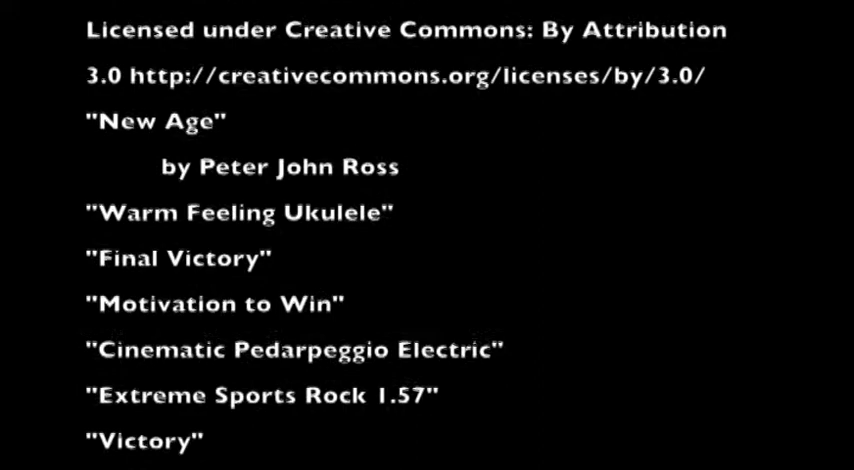 Licensed under Creative Commons: By Attribution
3.0 http://creativecommons.org/licenses/by/3.0/
"New Age"
by Peter John Ross
"Warm Feeling Ukulele"
"Final Victory"
"Motivation to Win"
"Cinematic Pedarpeggio Electric"
"Extreme Sports Rock 1.57"
"Victory"